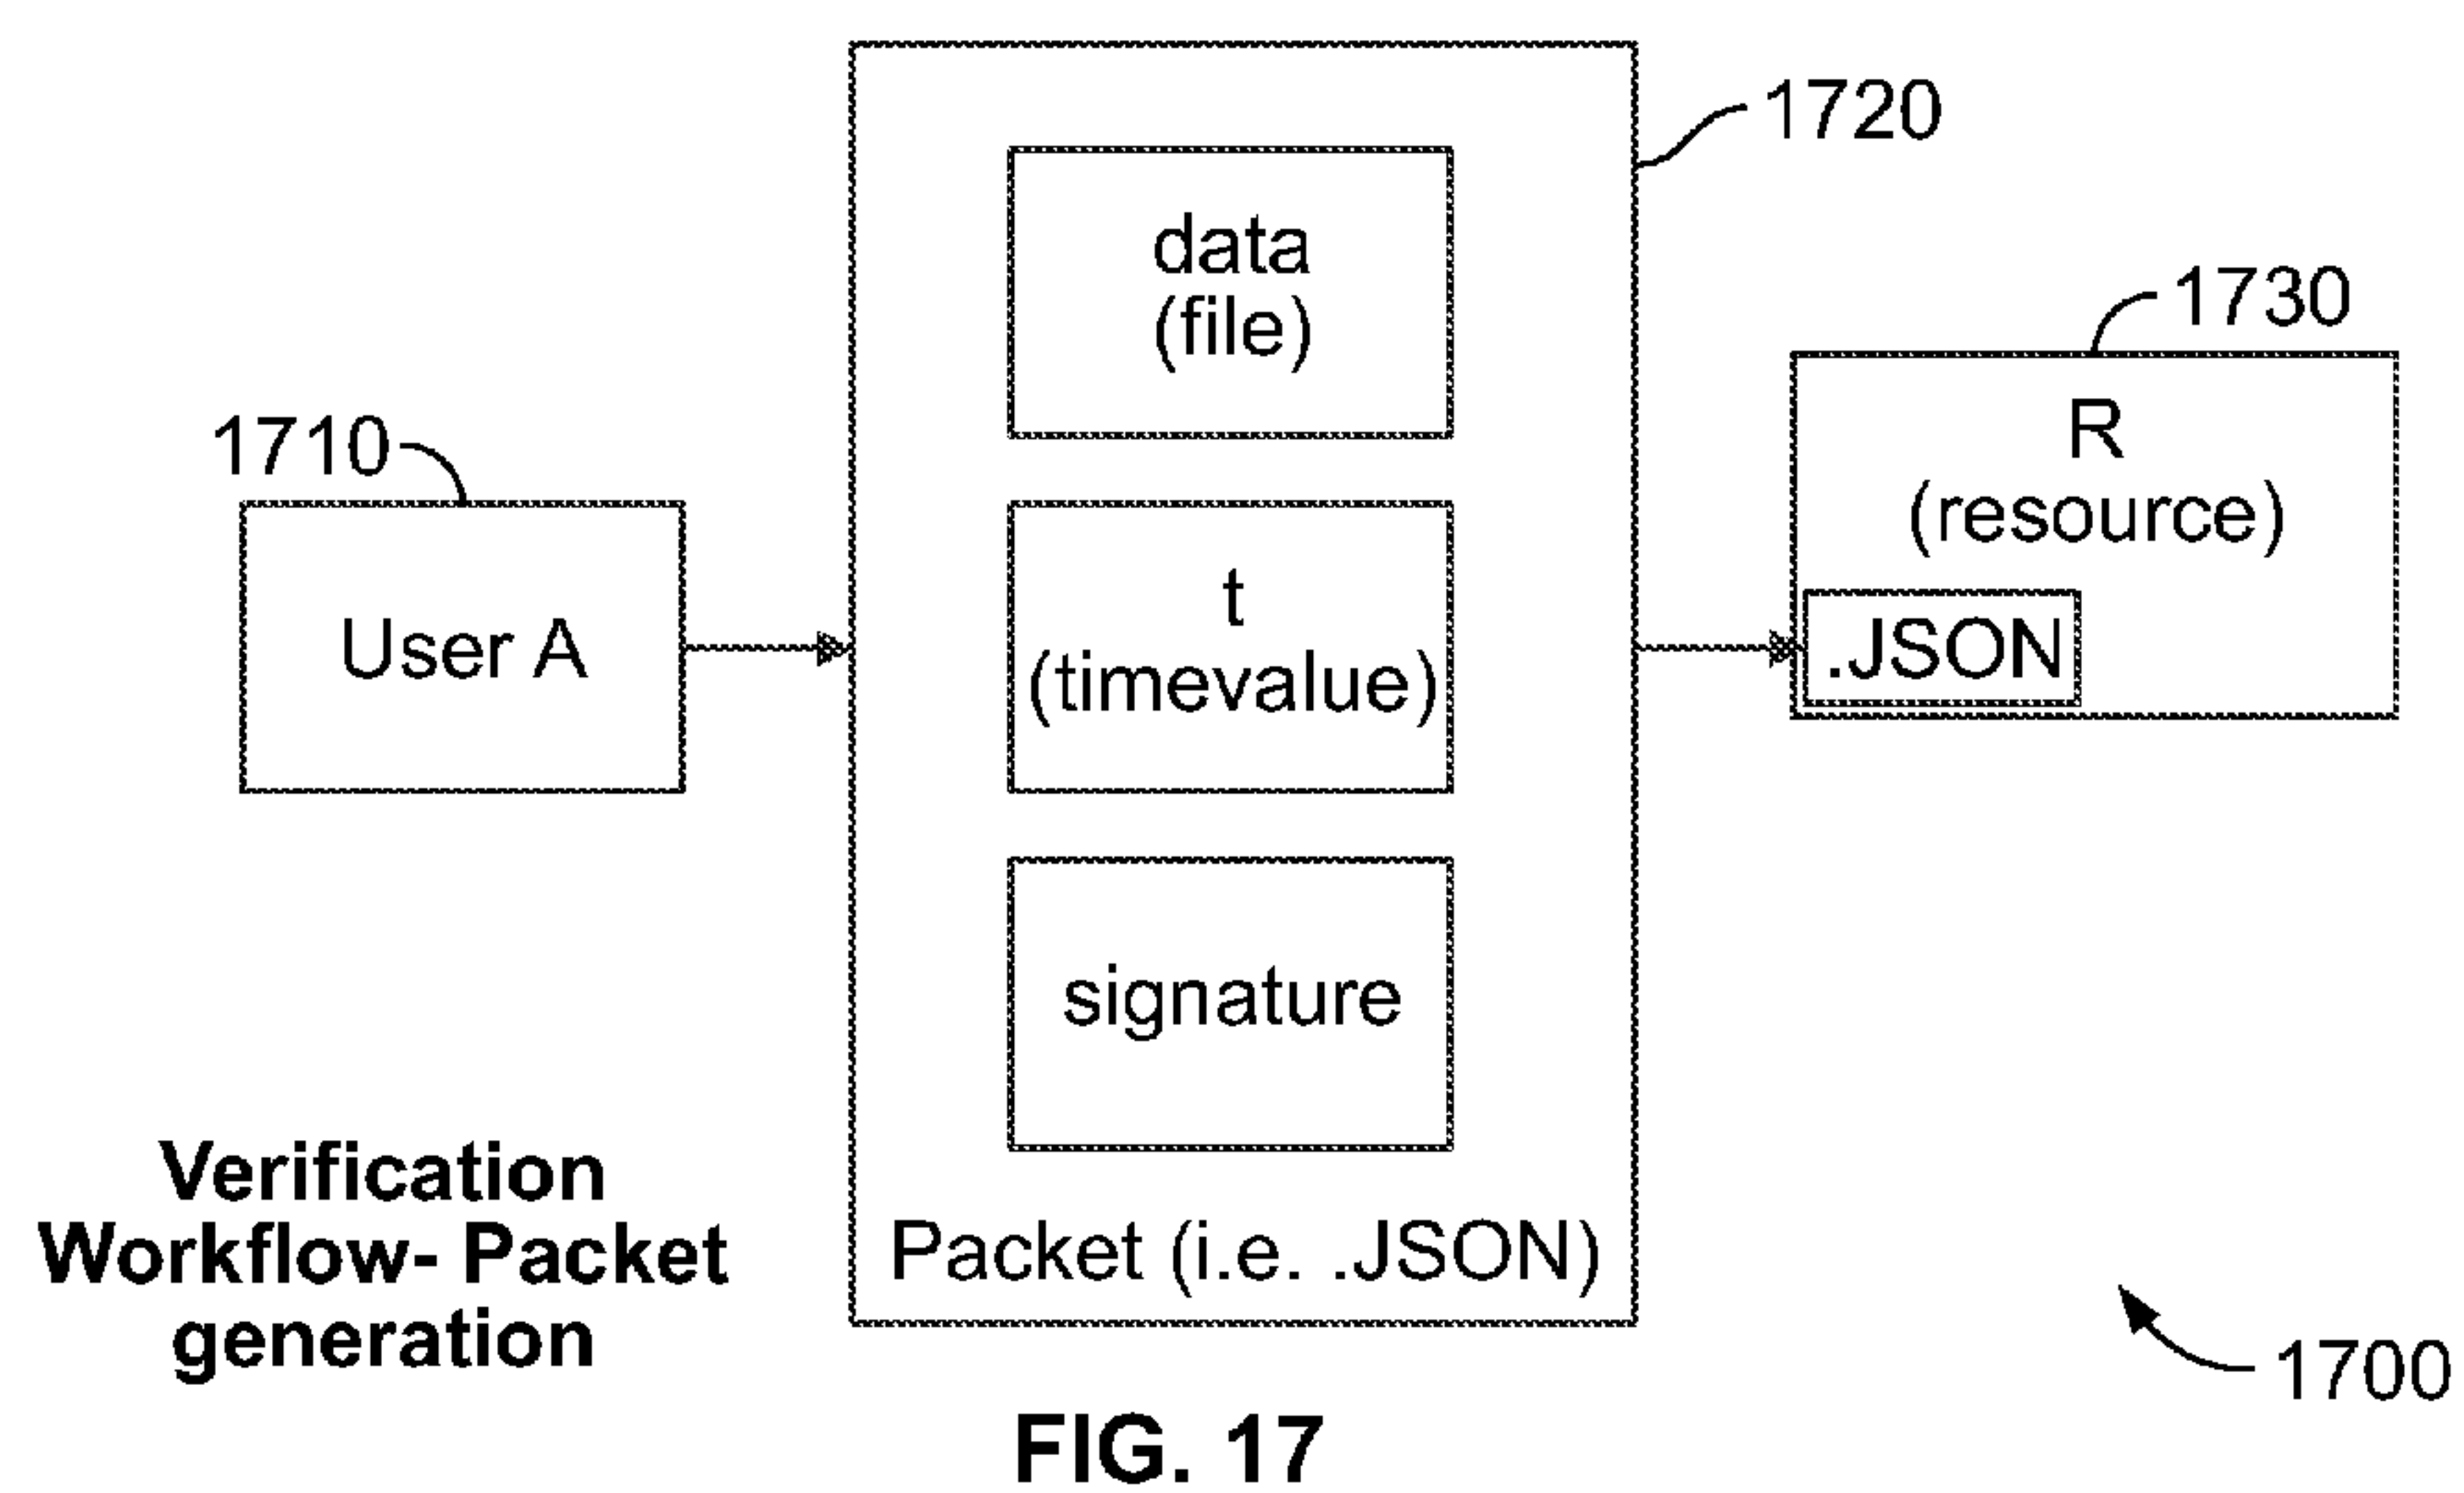 1720
data
(file)
1730
R
(resource)
.JSON
1710
User A
t
(timevalue)
signature
Packet (i.e. .JSON)
Verification
Workflow- Packet
generation
1700
FIG. 17